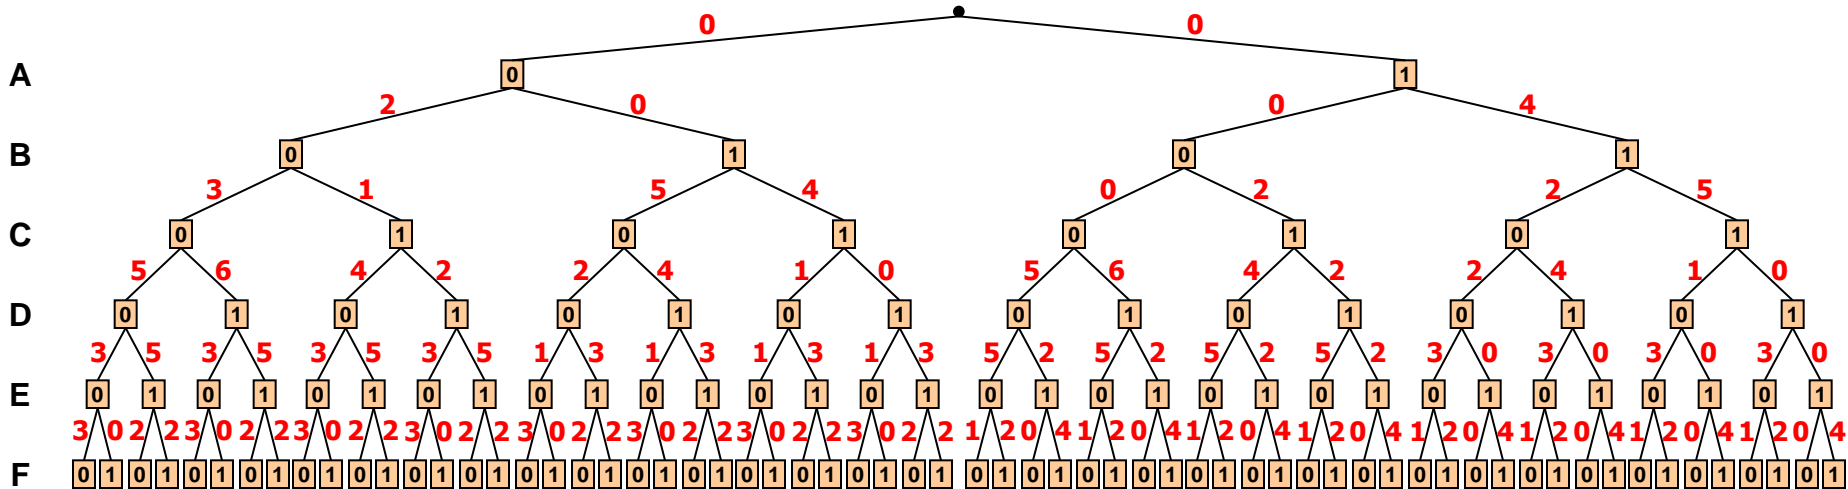 0 0
A 0 1
2 0 0 4
B 0 1 0 1
3 1 5 4 0 2 2 5
C 0 1 0 1 0 1 0 1
5 6 4 2 2 4 1 0 5 6 4 2 2 4 1 0
D 0 1 0 1 0 1 0 1 0 1 0 1 0 1 0 1
3 5 3 5 3 5 3 5 1 3 1 3 1 3 1 3 5 2 5 2 5 2 5 2 3 0 3 0 3 0 3 0
E 0 1 0 1 0 1 0 1 0 1 0 1 0 1 0 1 0 1 0 1 0 1 0 1 0 1 0 1 0 1 0 1
3 0 2 2 3 0 2 2 3 0 2 2 3 0 2 2 3 0 2 2 3 0 2 2 3 0 2 2 3 0 2 2 1 2 0 4 1 2 0 4 1 2 0 4 1 2 0 4 1 2 0 4 1 2 0 4 1 2 0 4 1 2 0 4
F 0 1 0 1 0 1 0 1 0 1 0 1 0 1 0 1 0 1 0 1 0 1 0 1 0 1 0 1 0 1 0 1 0 1 0 1 0 1 0 1 0 1 0 1 0 1 0 1 0 1 0 1 0 1 0 1 0 1 0 1 0 1 0 1